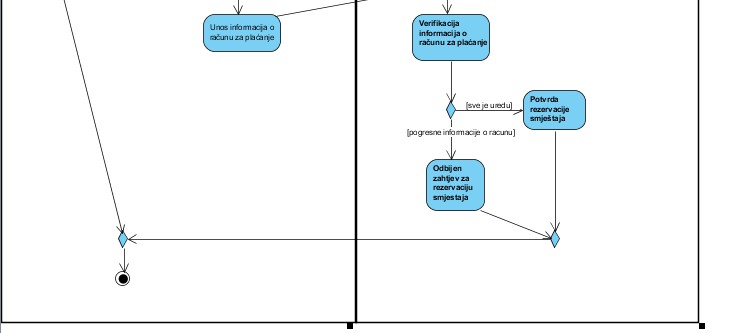 Unos informacija o
računu za plaćanje
Verifikacija
informacija o
računu za plaćanje
[sve je uredu]
Potvrda
rezervacije
smještaja
[pogresne informacije o racunu]
Odbijen
zahtjev za
rezervaciju
smjestaja